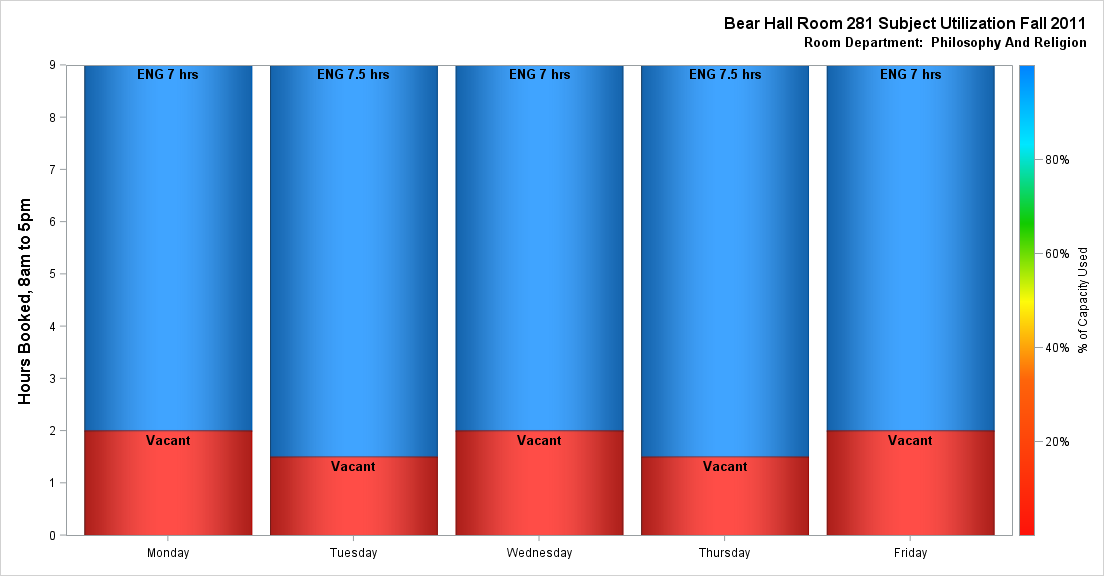 Bear Hall Room 281 Subject Utilization Fall 2011
Room Department: Philosophy And Religion
Hours Booked, 8am to 5pm
9
8
7
6
5
4
3
2
1
0
ENG 7 hrs
ENG 7.5 hrs
ENG 7 hrs
ENG 7.5 hrs
ENG 7 hrs
Vacant
Vacant
Vacant
Vacant
Vacant
Monday
Tuesday
Wednesday
Thursday
Friday
80%
60%
40%
20%
% of Capacity Used